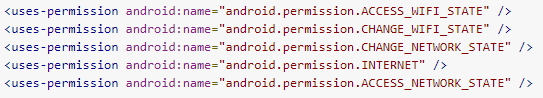 <uses-permission android:name="android.permission.ACCESS_WIFI_STATE" />
<uses-permission android:name="android.permission.CHANGE_WIFI_STATE" />
<uses-permission android:name="android.permission.CHANGE_NETWORK_STATE" />
<uses-permission android:name="android.permission.INTERNET" />
<uses-permission android:name="android.permission.ACCESS_NETWORK_STATE" />